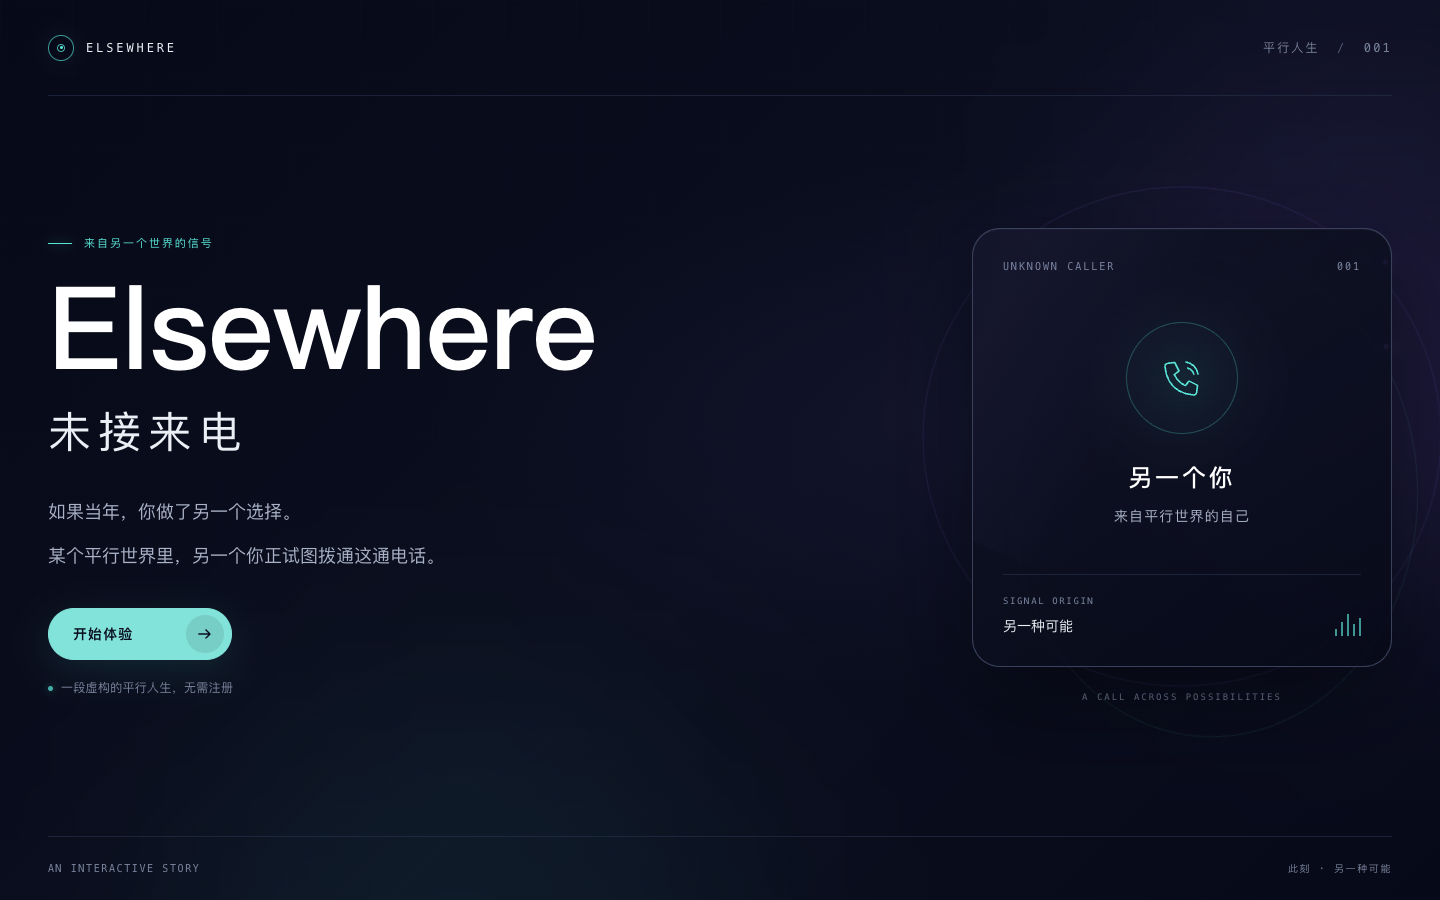 ELSEWHERE
平行人生 / 001
来自另一个世界的信号
Elsewhere
未接来电
如果当年，你做了另一个选择。
某个平行世界里，另一个你正试图拨通这通电话。
开始体验
一段虚构的平行人生，无需注册
UNKNOWN CALLER 001
另一个你
来自平行世界的自己
SIGNAL ORIGIN
另一种可能
A CALL ACROSS POSSIBILITIES
AN INTERACTIVE STORY
此刻 · 另一种可能